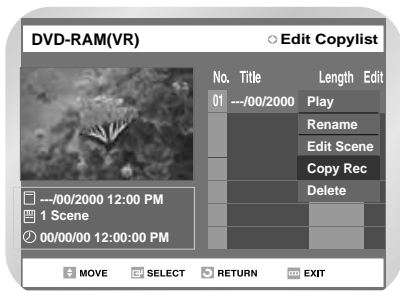 DVD-RAM(VR) Edit Copylist
No. Title Length Edit
01 ---/00/2000 Play
Rename
Edit Scene
Copy Rec
Delete
---/00/2000 12:00 PM
1 Scene
00/00/00 12:00:00 PM
MOVE SELECT RETURN EXIT